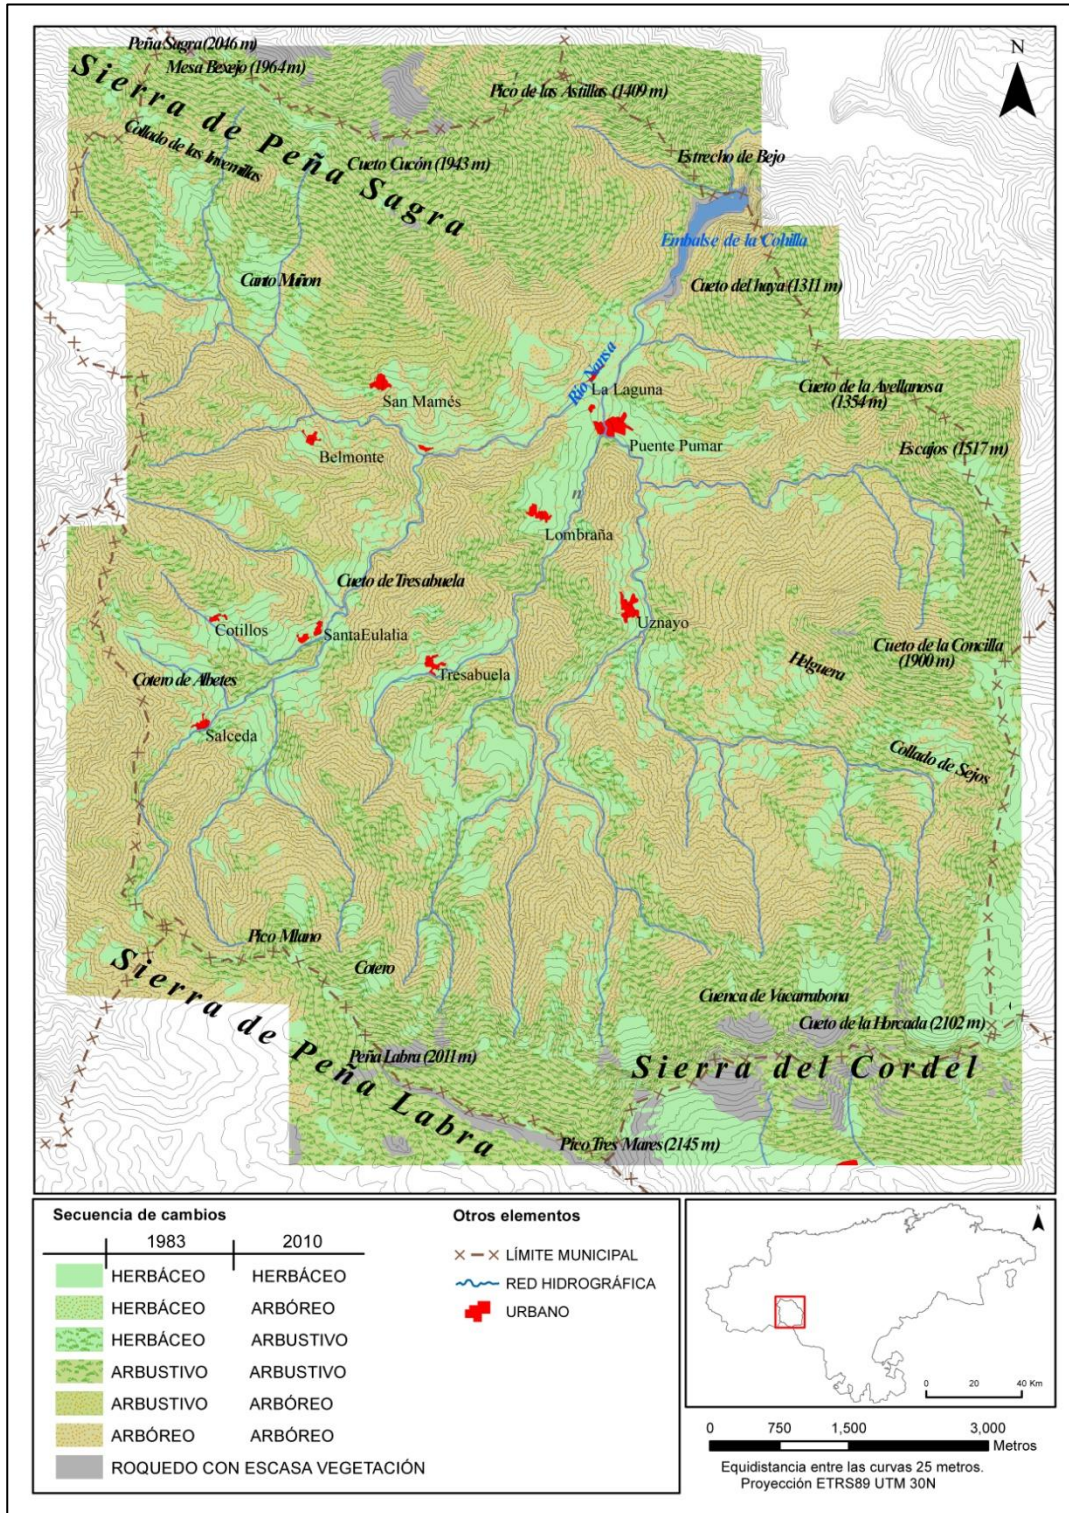 Peña Sagra (2046 m)
Mesa Bexejo (1964 m)
N
Sierra de Peña Sagra
Pico de las Astillas (1409 m)
Collado de las Invernillas
Cueto Cucón (1943 m)
Estrecho de Bejo
Embalse de la Cohilla
Canto Muñon
Cueto del haya (1311 m)
Río Nansa
La Laguna
San Mamés
Cueto de la Avellanosa
(1354 m)
Puente Pumar
Belmonte
Escajos (1517 m)
n
Lombraña
Cueto de Tresabuela
Cotillos
SantaEulalia
Uznayo
Cueto de la Concilla
(1900 m)
Helguera
Tresabuela
Cotero de Albetes
Salceda
Collado de Sejos
Pico Milano
Cotero
Sierra de Peña Labra
Cuenca de Vacarrabona
Cueto de la Horcada (2102 m)
Peña Labra (2011 m)
Sierra del Cordel
Pico Tres Mares (2145 m)
Secuencia de cambios
1983 2010
HERBÁCEO HERBÁCEO
HERBÁCEO ARBÓREO
HERBÁCEO ARBUSTIVO
ARBUSTIVO ARBUSTIVO
ARBUSTIVO ARBÓREO
ARBÓREO ARBÓREO
ROQUEDO CON ESCASA VEGETACIÓN
Otros elementos
LÍMITE MUNICIPAL
RED HIDROGRÁFICA
URBANO
N
0 20 40 Km
0 750 1,500 3,000
Metros
Equidistancia entre las curvas 25 metros.
Proyección ETRS89 UTM 30N